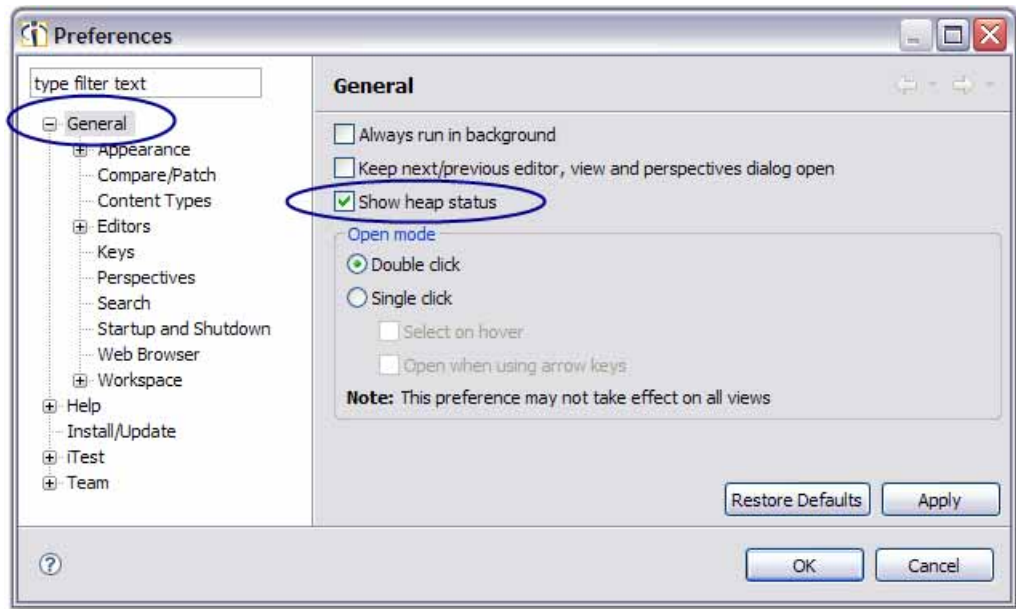 Preferences
type filter text
General
Appearance
Compare/Patch
Content Types
Editors
Keys
Perspectives
Search
Startup and Shutdown
Web Browser
Workspace
Help
Install/Update
iTest
Team
General
Always run in background
Keep next/previous editor, view and perspectives dialog open
Show heap status
Open mode
Double click
Single click
Select on hover
Open when using arrow keys
Note: This preference may not take effect on all views
Restore Defaults
Apply
?
OK
Cancel